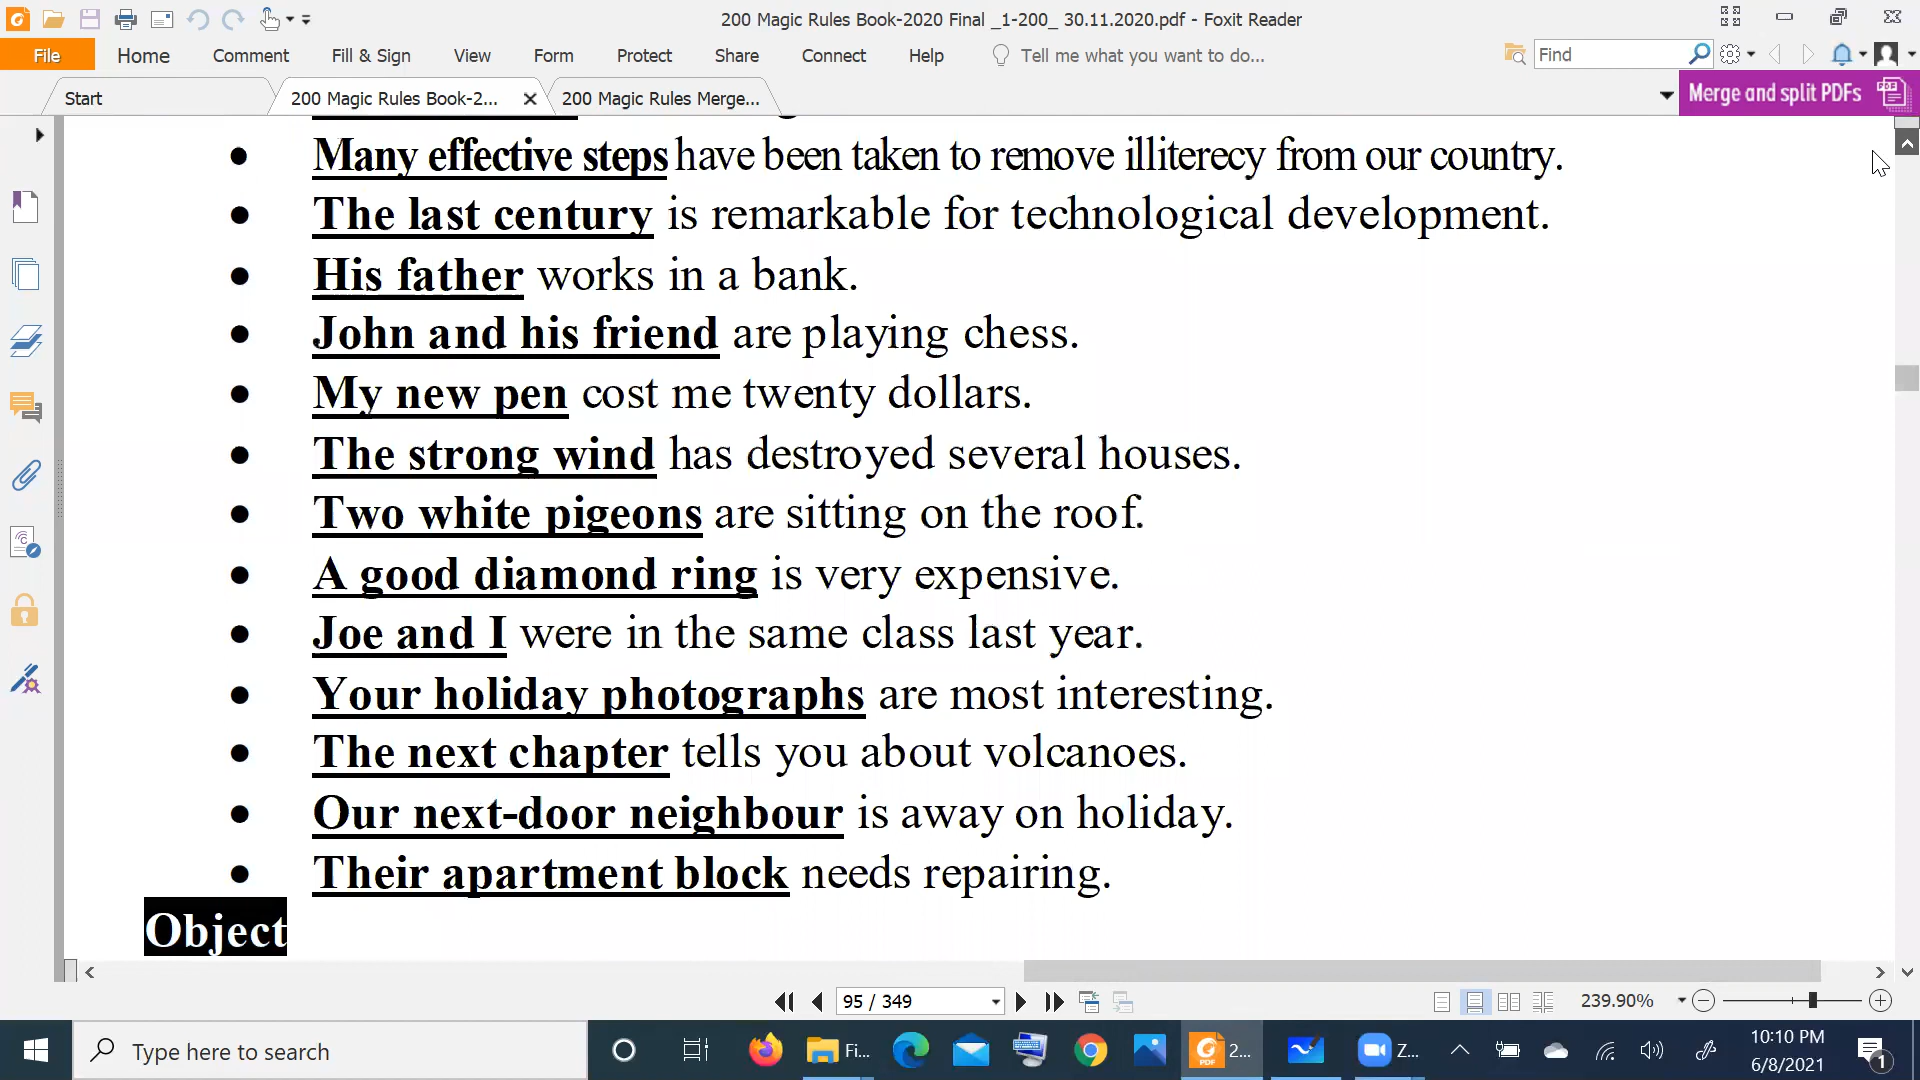 200 Magic Rules Book-2020 Final _1-200_ 30.11.2020.pdf - Foxit Reader
File Home Comment Fill & Sign View Form Protect Share Connect Help Tell me what you want to do... Find
Start 200 Magic Rules Book-2... 200 Magic Rules Merge... Merge and split PDFs
• Many effective steps have been taken to remove illiterecy from our country.
• The last century is remarkable for technological development.
• His father works in a bank.
• John and his friend are playing chess.
• My new pen cost me twenty dollars.
• The strong wind has destroyed several houses.
• Two white pigeons are sitting on the roof.
• A good diamond ring is very expensive.
• Joe and I were in the same class last year.
• Your holiday photographs are most interesting.
• The next chapter tells you about volcanoes.
• Our next-door neighbour is away on holiday.
• Their apartment block needs repairing.
Object
95 / 349 239.90%
Type here to search Fi... 2... Z... 10:10 PM
6/8/2021 1